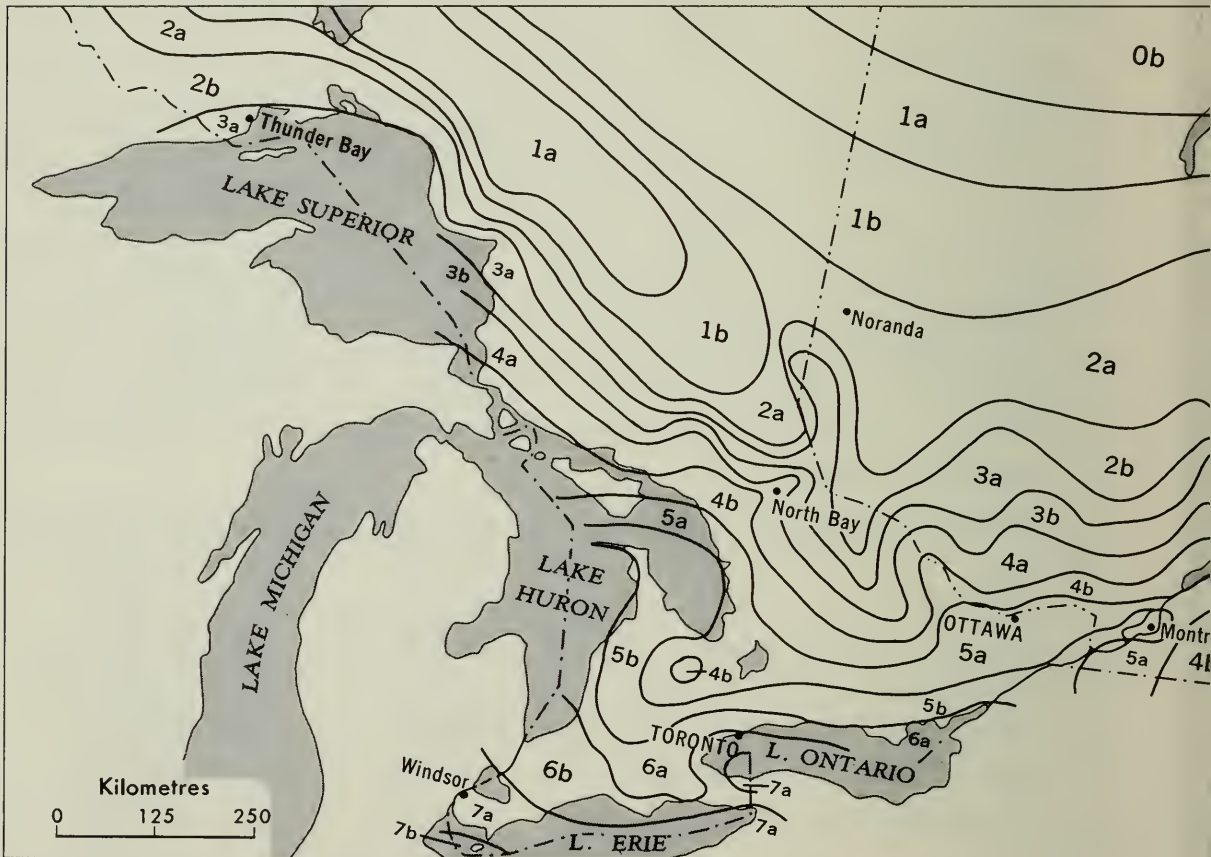 2a
0b
2b
1a
3a
Thunder Bay
1a
LAKE SUPERIOR
1b
3b
3a
Noranda
1b
4a
2a
2a
2b
3a
4b
North Bay
3b
5a
LAKE MICHIGAN
LAKE
HURON
4a
4b
OTTAWA
Montr
5b
4b
5a
5a
4b
5b
TORONTO
6a
L. ONTARIO
Windsor
6b
6a
Kilometres
7a
7a
0 125 250
7a
7b
L. ERIE